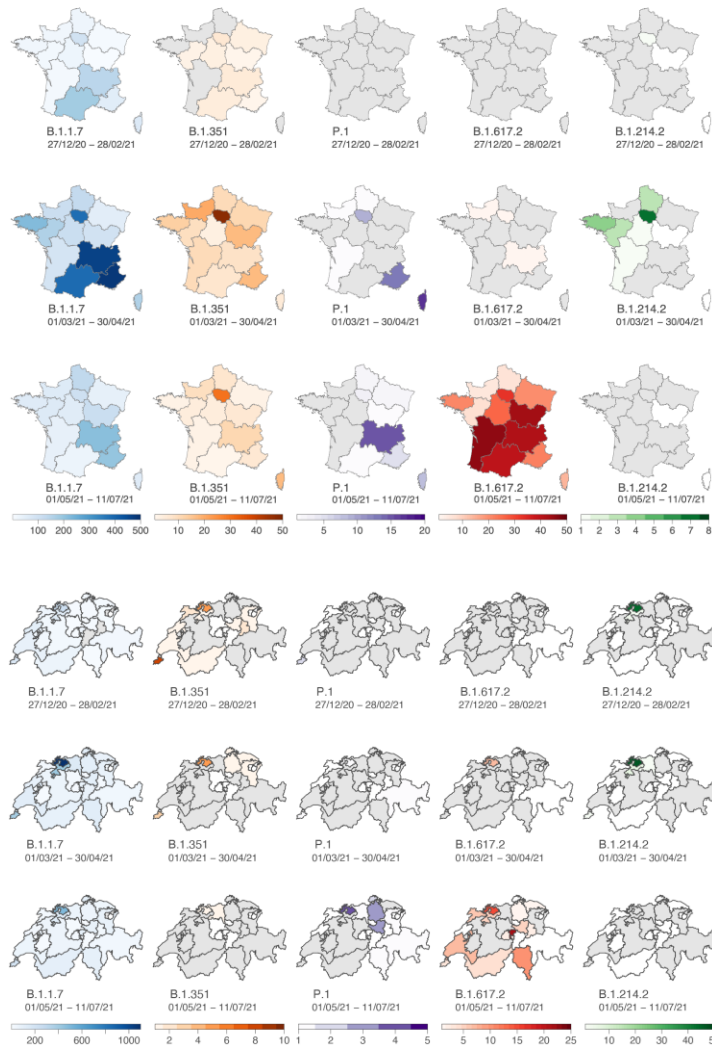 B.1.1.7 B.1.351 P.1 B.1.617.2 B.1.214.2
27/12/20 – 28/02/21 27/12/20 – 28/02/21 27/12/20 – 28/02/21 27/12/20 – 28/02/21 27/12/20 – 28/02/21
B.1.1.7 B.1.351 P.1 B.1.617.2 B.1.214.2
01/03/21 – 30/04/21 01/03/21 – 30/04/21 01/03/21 – 30/04/21 01/03/21 – 30/04/21 01/03/21 – 30/04/21
B.1.1.7 B.1.351 P.1 B.1.617.2 B.1.214.2
01/05/21 – 11/07/21 01/05/21 – 11/07/21 01/05/21 – 11/07/21 01/05/21 – 11/07/21 01/05/21 – 11/07/21
100 200 300 400 500 10 20 30 40 50 5 10 15 20 10 20 30 40 50 1 2 3 4 5 6 7 8
B.1.1.7 B.1.351 P.1 B.1.617.2 B.1.214.2
27/12/20 – 28/02/21 27/12/20 – 28/02/21 27/12/20 – 28/02/21 27/12/20 – 28/02/21 27/12/20 – 28/02/21
B.1.1.7 B.1.351 P.1 B.1.617.2 B.1.214.2
01/03/21 – 30/04/21 01/03/21 – 30/04/21 01/03/21 – 30/04/21 01/03/21 – 30/04/21 01/03/21 – 30/04/21
B.1.1.7 B.1.351 P.1 B.1.617.2 B.1.214.2
01/05/21 – 11/07/21 01/05/21 – 11/07/21 01/05/21 – 11/07/21 01/05/21 – 11/07/21 01/05/21 – 11/07/21
200 600 1000 2 4 6 8 10 1 2 3 4 5 5 10 15 20 25 10 20 30 40